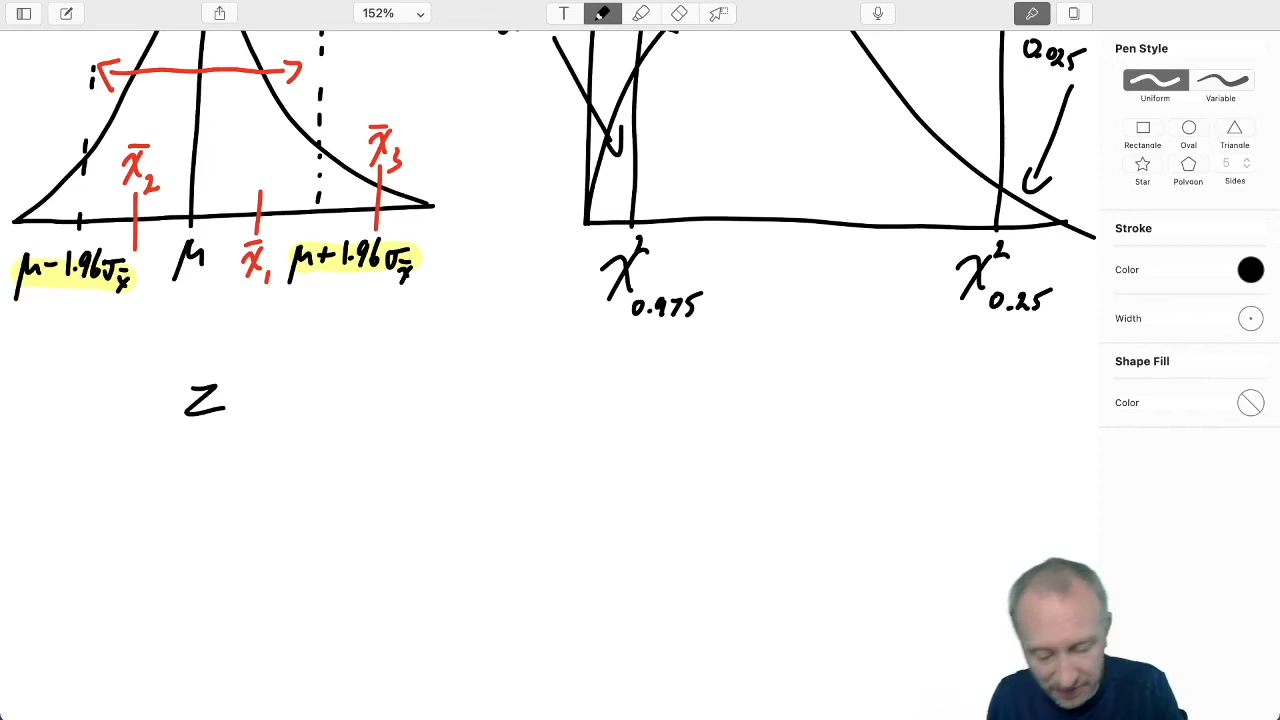 152%
T
Pen Style
Uniform
Variable
Rectangle
Oval
Triangle
Star
Polygon
5
Sides
Stroke
Color
Width
Shape Fill
Color
0.025
x̄₂
x̄₃
μ-1.96σx̄
μ
x̄₁
μ+1.96σx̄
χ²0.975
χ²0.25
Z